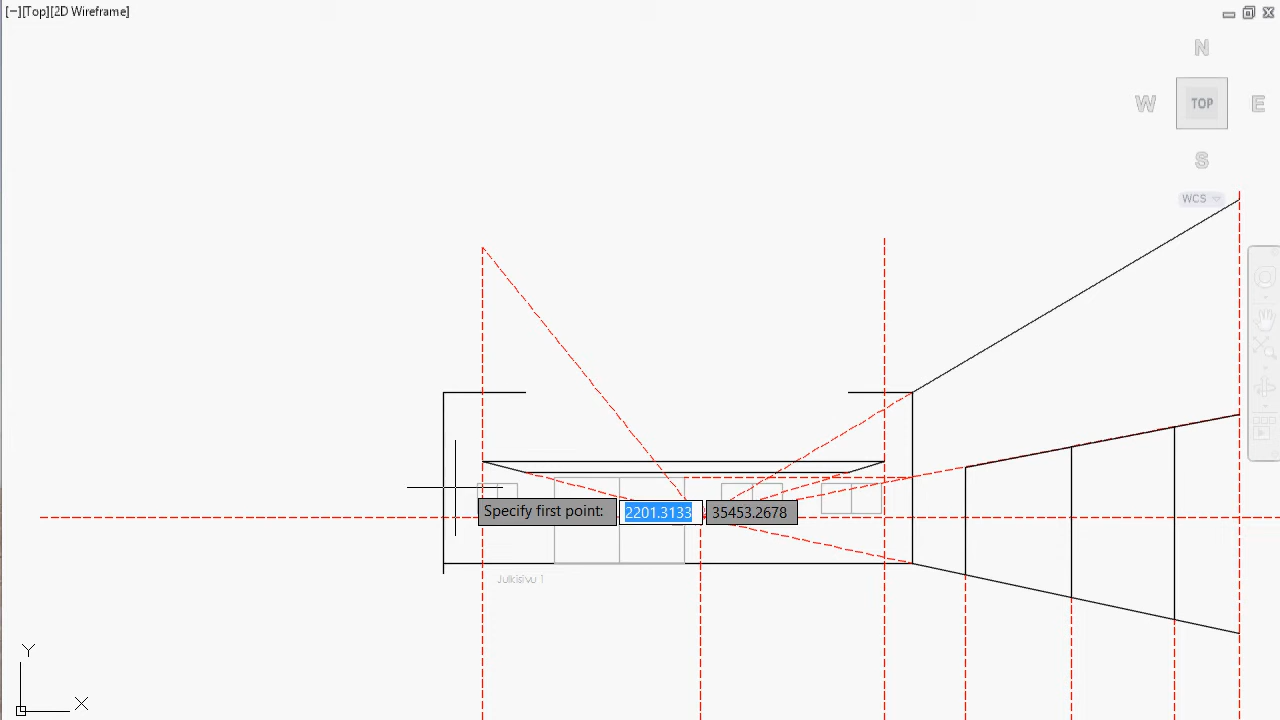 [−][Top][2D Wireframe]
N
W TOP E
S
WCS
Specify first point: 2201.3133 35453.2678
Julkisivu 1
Y
X